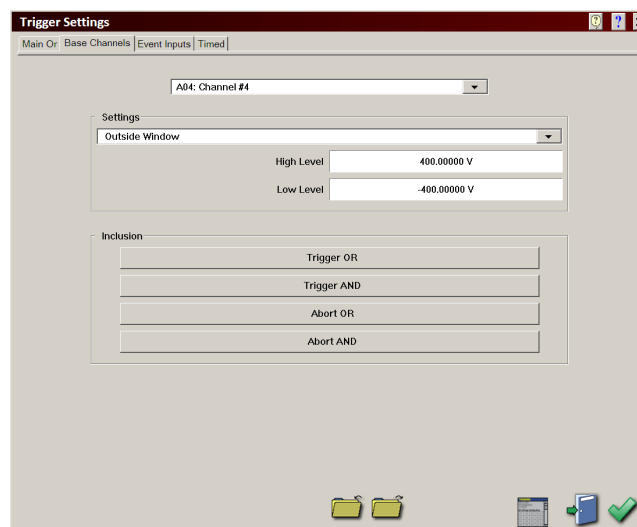 Trigger Settings
?
Main Or Base Channels Event Inputs Timed
A04: Channel #4
Settings
Outside Window
High Level 400.00000 V
Low Level -400.00000 V
Inclusion
Trigger OR
Trigger AND
Abort OR
Abort AND